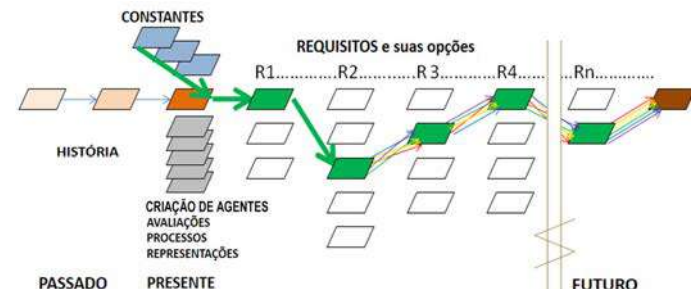 CONSTANTES
REQUISITOS e suas opções
R1............R2............R 3...........R4............Rn................
HISTÓRIA
CRIAÇÃO DE AGENTES
AVALIAÇÕES
PROCESSOS
REPRESENTAÇÕES
PASSADO
PRESENTE
FUTURO